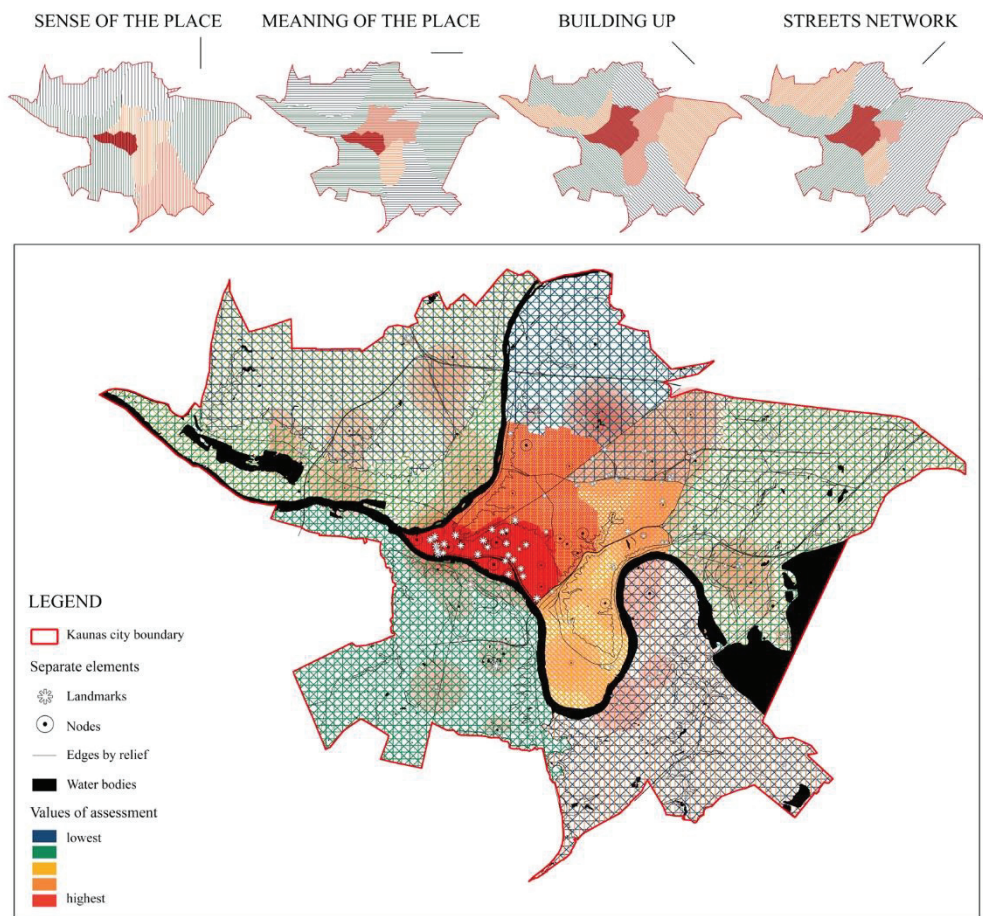 SENSE OF THE PLACE
MEANING OF THE PLACE
BUILDING UP
STREETS NETWORK
LEGEND
Kaunas city boundary
Separate elements
Landmarks
Nodes
Edges by relief
Water bodies
Values of assessment
lowest
highest